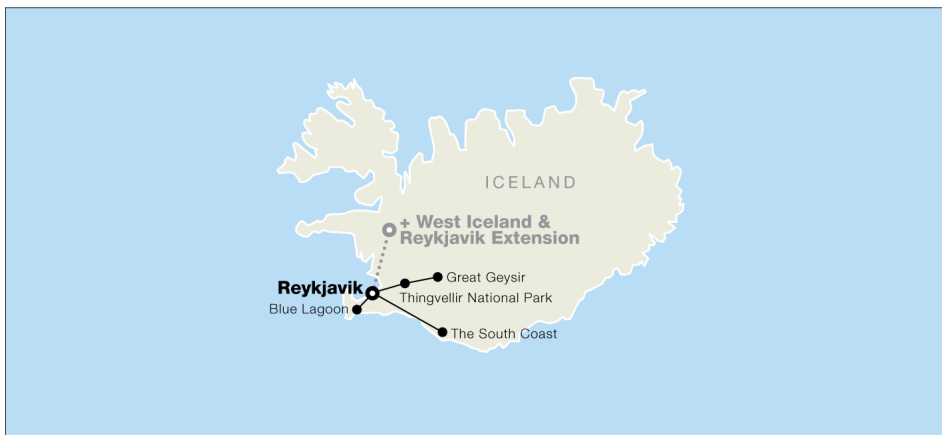 ICELAND
+ West Iceland &
Reykjavik Extension
Great Geysir
Reykjavik
Thingvellir National Park
Blue Lagoon
The South Coast